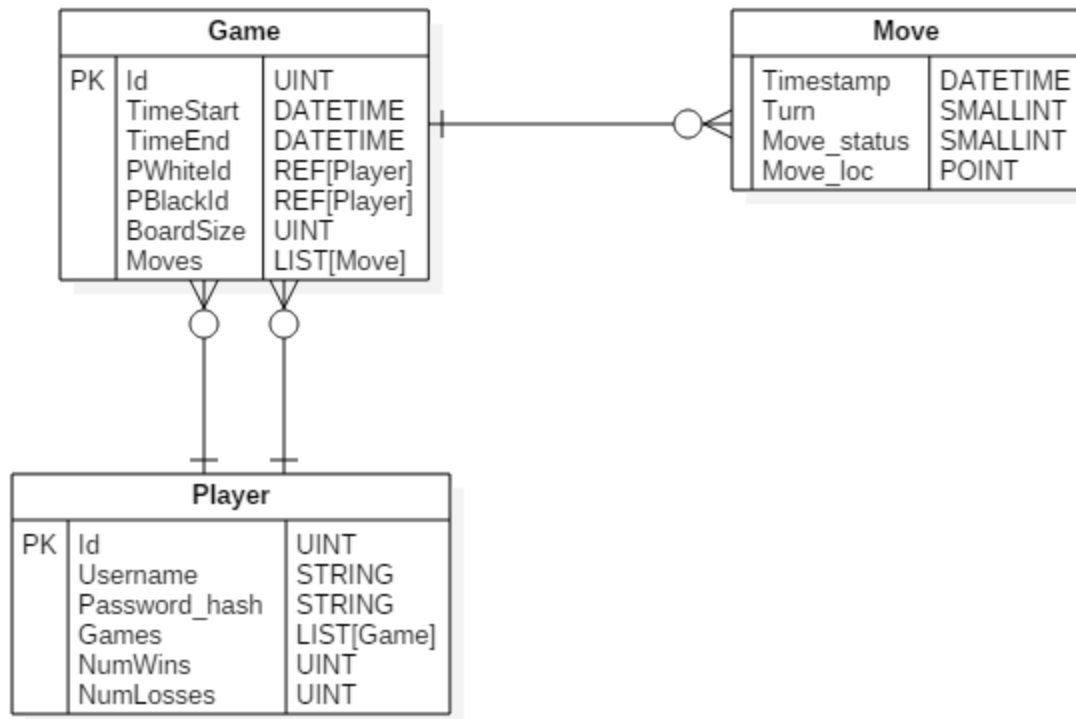 Game
PK Id UINT
TimeStart DATETIME
TimeEnd DATETIME
PWhiteId REF[Player]
PBlackId REF[Player]
BoardSize UINT
Moves LIST[Move]
Move
Timestamp DATETIME
Turn SMALLINT
Move_status SMALLINT
Move_loc POINT
Player
PK Id UINT
Username STRING
Password_hash STRING
Games LIST[Game]
NumWins UINT
NumLosses UINT